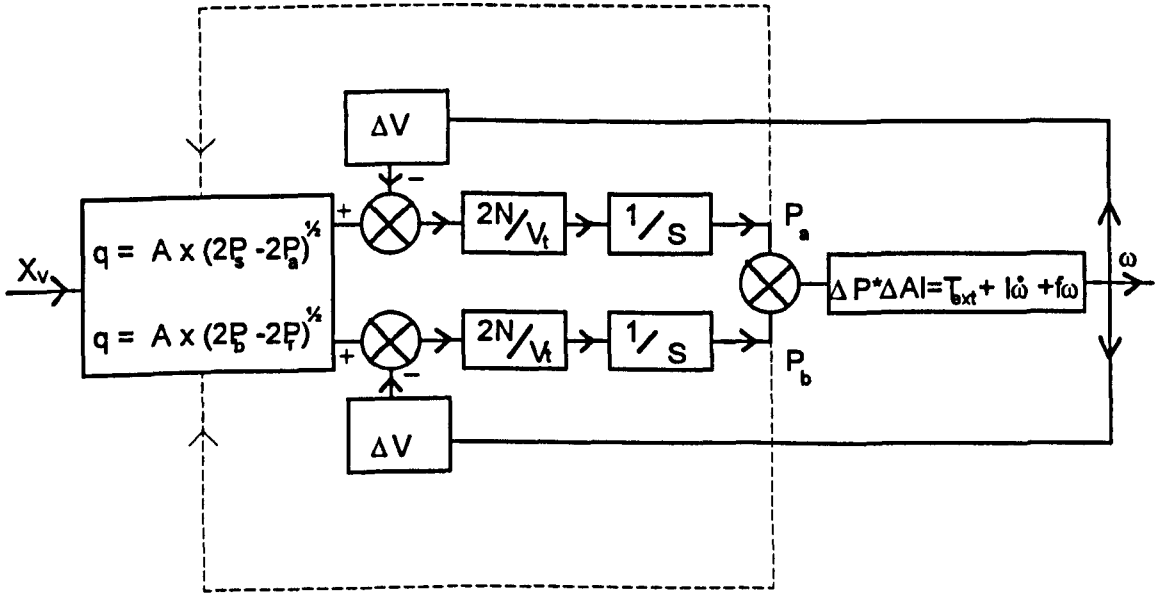 ΔV
X_v
q = A x (2P_s - 2P_a)^½
q = A x (2P_b - 2P_r)^½
+
−
2N/V_t
1/S
P_a
ΔP*ΔAl=T_ext + Iω̇ + fω
ω
+
−
2N/V_t
1/S
P_b
ΔV